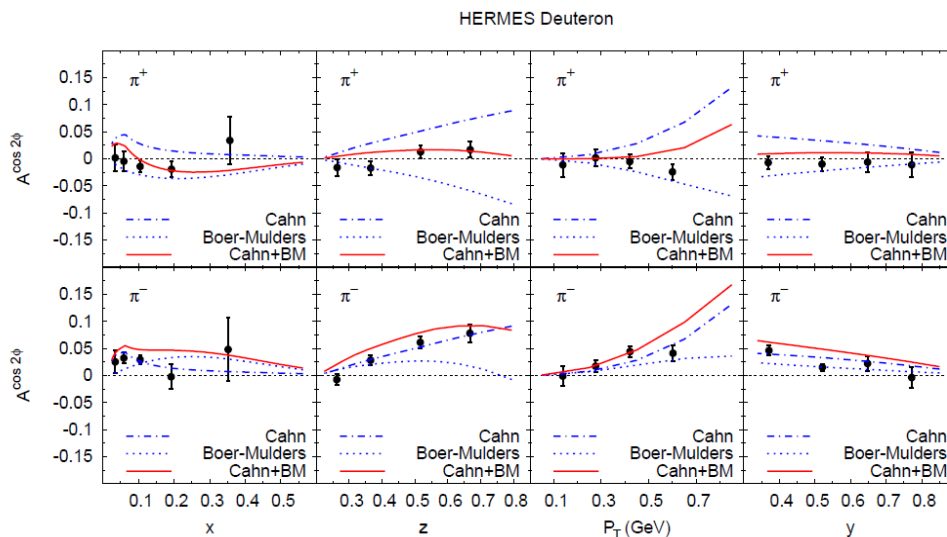 HERMES Deuteron
A^cos 2ϕ
0.15
0.1
0.05
0
-0.05
-0.1
-0.15
π+
Cahn
Boer-Mulders
Cahn+BM
π+
Cahn
Boer-Mulders
Cahn+BM
π+
Cahn
Boer-Mulders
Cahn+BM
π+
Cahn
Boer-Mulders
Cahn+BM
A^cos 2ϕ
0.15
0.1
0.05
0
-0.05
-0.1
-0.15
π−
Cahn
Boer-Mulders
Cahn+BM
π−
Cahn
Boer-Mulders
Cahn+BM
π−
Cahn
Boer-Mulders
Cahn+BM
π−
Cahn
Boer-Mulders
Cahn+BM
0.1 0.2 0.3 0.4 0.5
0.3 0.4 0.5 0.6 0.7 0.8
0.1 0.3 0.5 0.7
0.4 0.5 0.6 0.7 0.8
x
z
P_T (GeV)
y